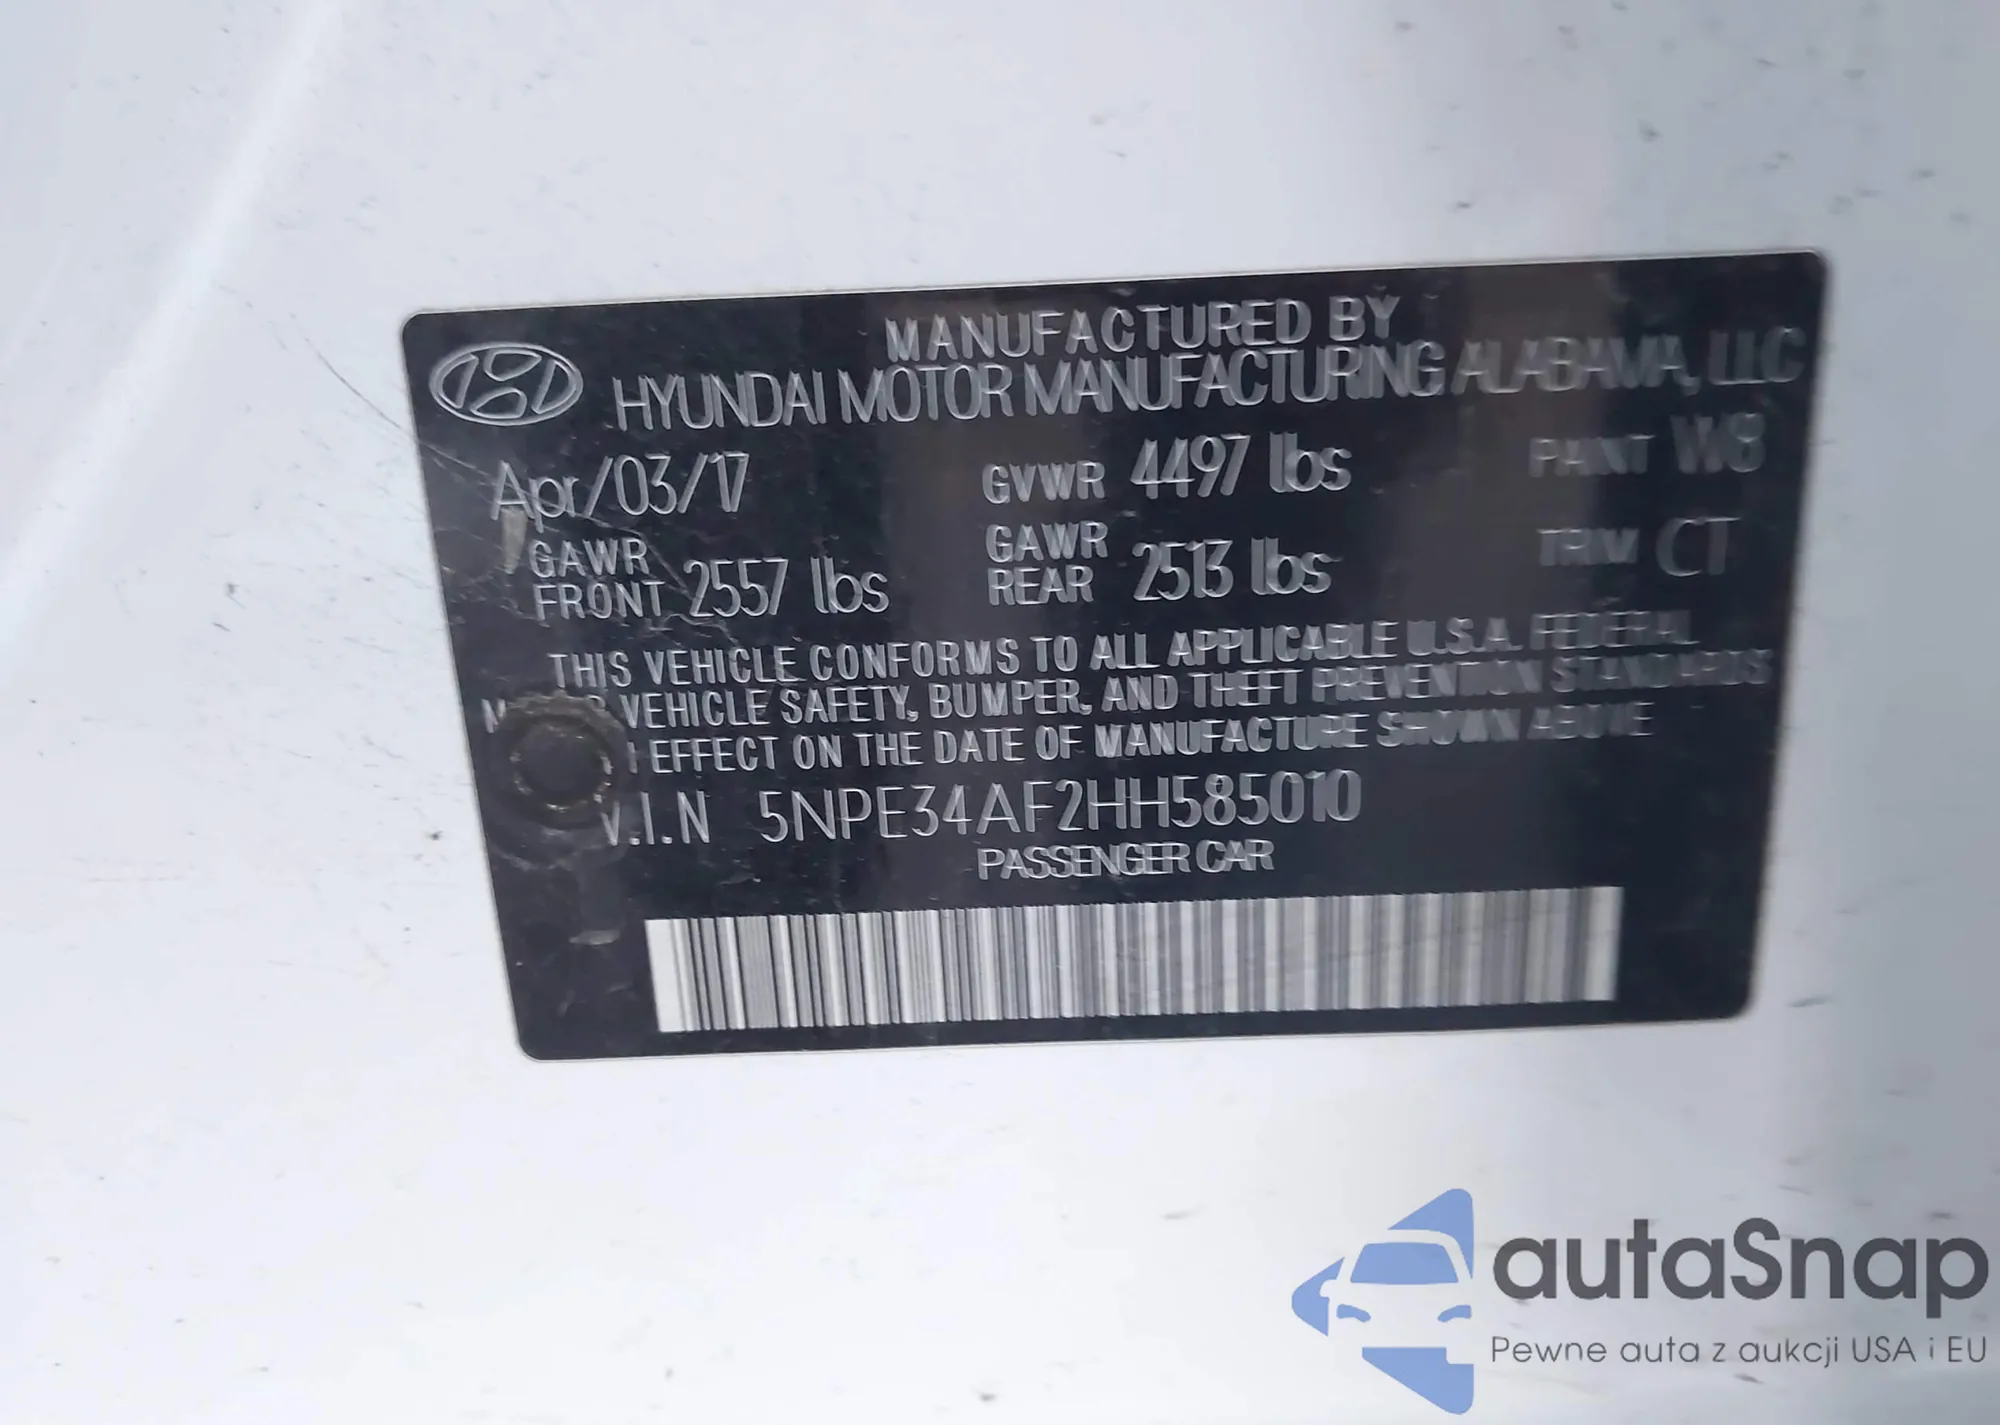 MANUFACTURED BY
HYUNDAI MOTOR MANUFACTURING ALABAMA, LLC
Apr/03/17 GVWR 4497 lbs PAINT W8
GAWR FRONT 2557 lbs GAWR REAR 2513 lbs TRIM CT
THIS VEHICLE CONFORMS TO ALL APPLICABLE U.S.A. FEDERAL
VEHICLE SAFETY, BUMPER, AND THEFT PREVENTION STANDARDS
EFFECT ON THE DATE OF MANUFACTURE SHOWN ABOVE
V.I.N 5NPE34AF2HH585010
PASSENGER CAR
autaSnap
Pewne auta z aukcji USA i EU